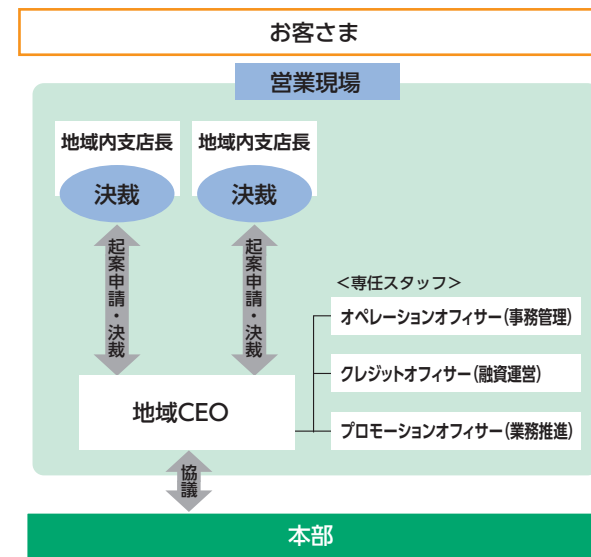 お客さま
営業現場
地域内支店長
地域内支店長
決裁
決裁
起案申請・決裁
起案申請・決裁
<専任スタッフ>
オペレーションオフィサー(事務管理)
クレジットオフィサー(融資運営)
プロモーションオフィサー(業務推進)
地域CEO
協議
本部